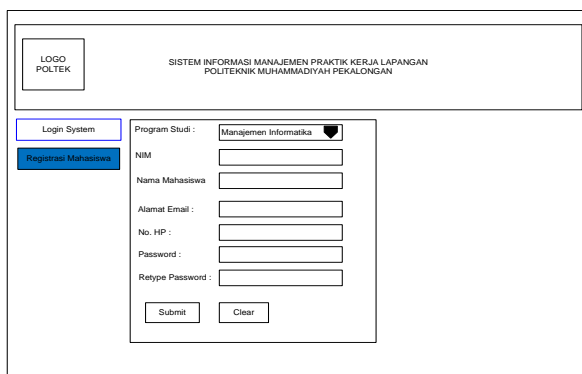 LOGO
POLTEK
SISTEM INFORMASI MANAJEMEN PRAKTIK KERJA LAPANGAN
POLITEKNIK MUHAMMADIYAH PEKALONGAN
Login System
Registrasi Mahasiswa
Program Studi :
Manajemen Informatika
NIM
Nama Mahasiswa
Alamat Email :
No. HP :
Password :
Retype Password :
Submit
Clear